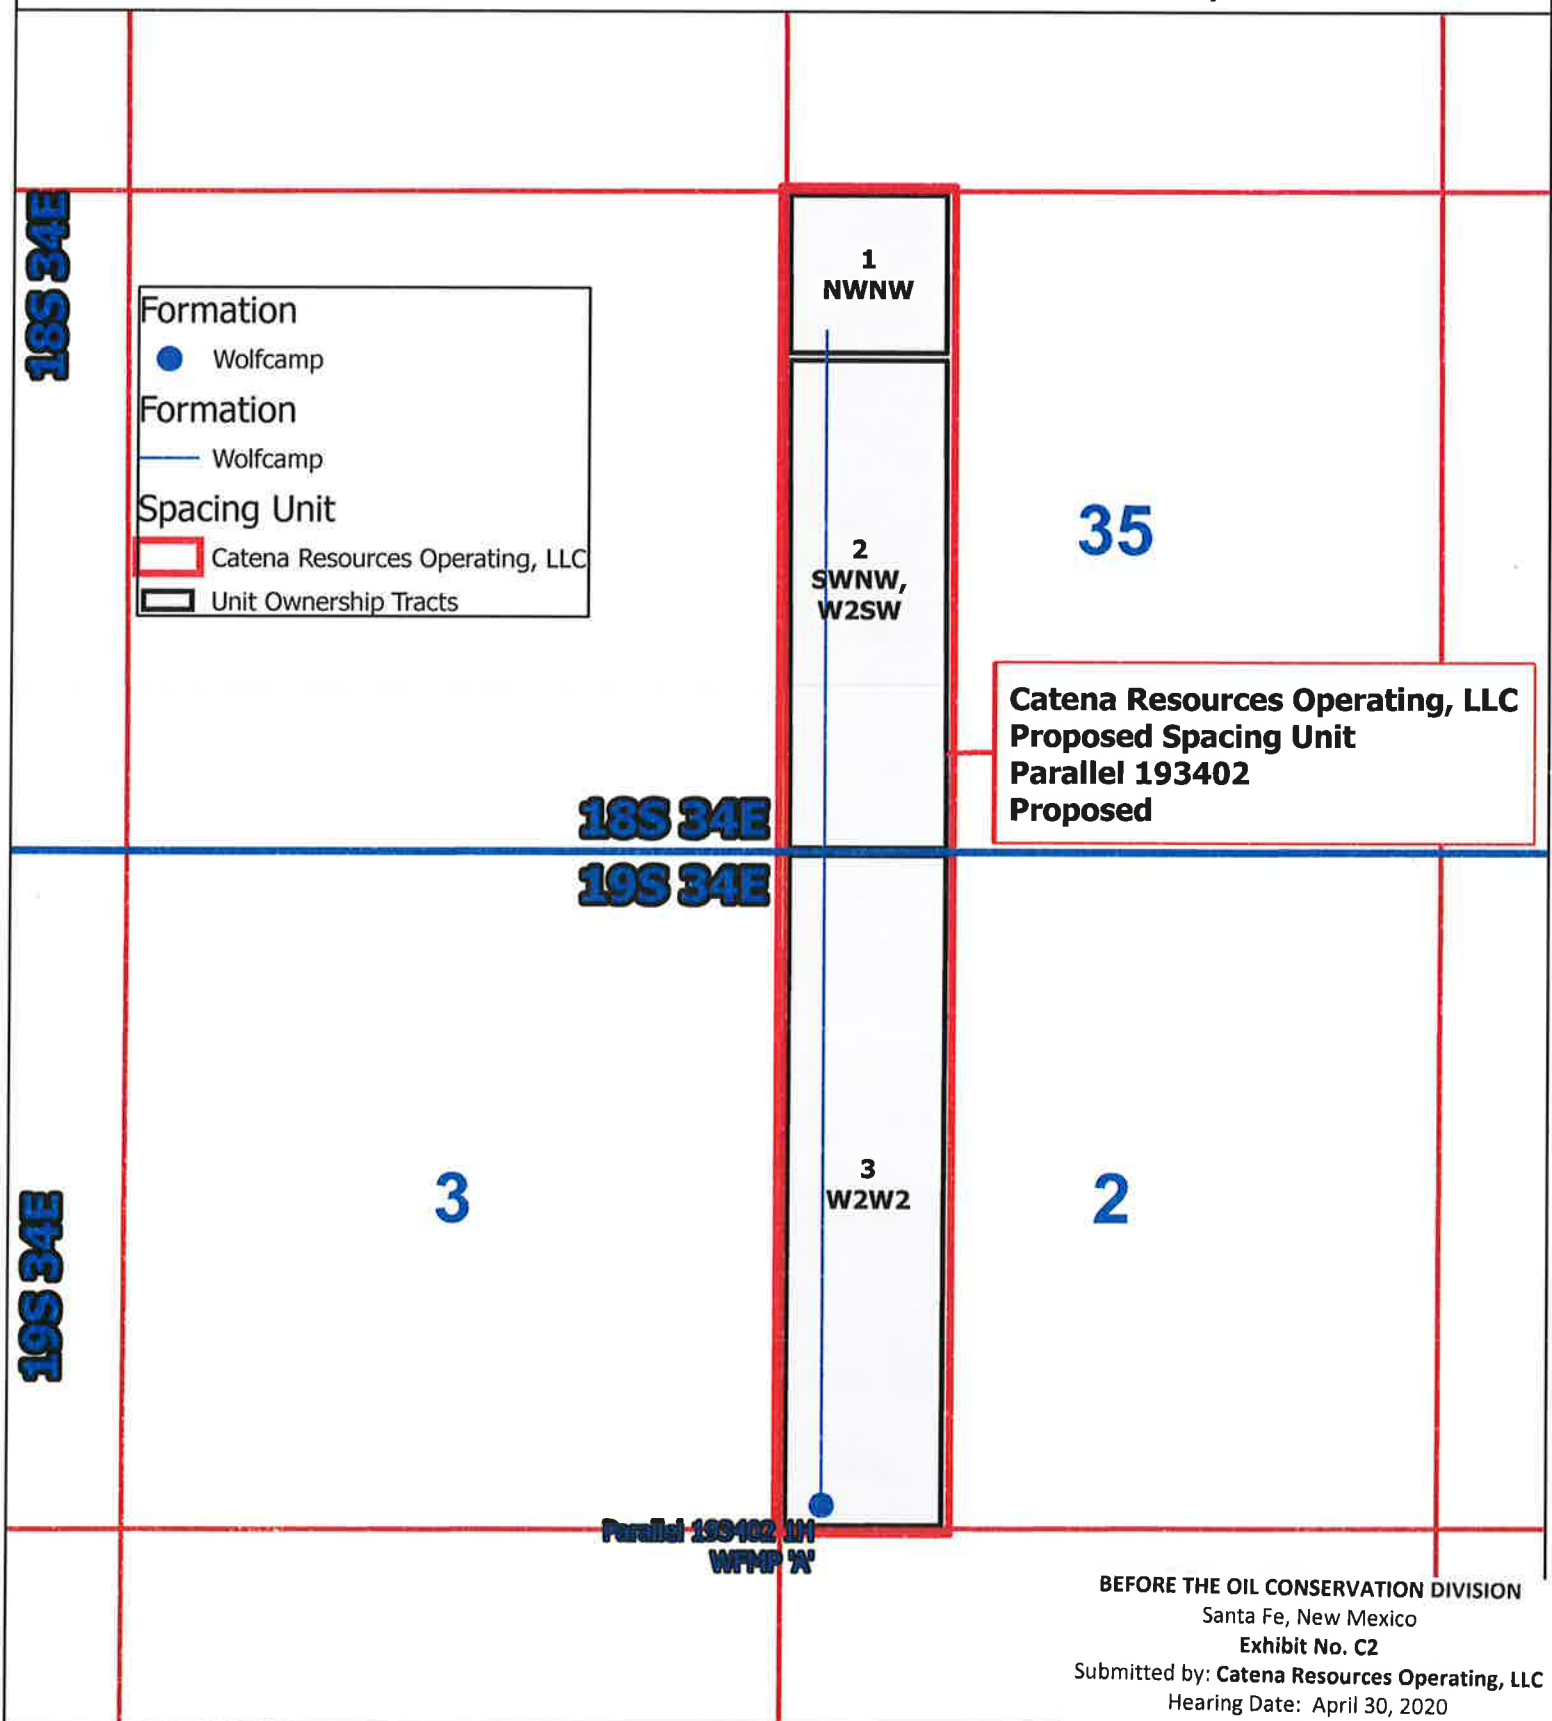 18S 34E
Formation
Wolfcamp
Formation
Wolfcamp
Spacing Unit
Catena Resources Operating, LLC
Unit Ownership Tracts
1
NWNW
2
SWNW,
W2SW
35
Catena Resources Operating, LLC
Proposed Spacing Unit
Parallel 193402
Proposed
18S 34E
19S 34E
19S 34E
3
3
W2W2
2
Parallel 193402 1H
WFMP 'A'
BEFORE THE OIL CONSERVATION DIVISION
Santa Fe, New Mexico
Exhibit No. C2
Submitted by: Catena Resources Operating, LLC
Hearing Date: April 30, 2020